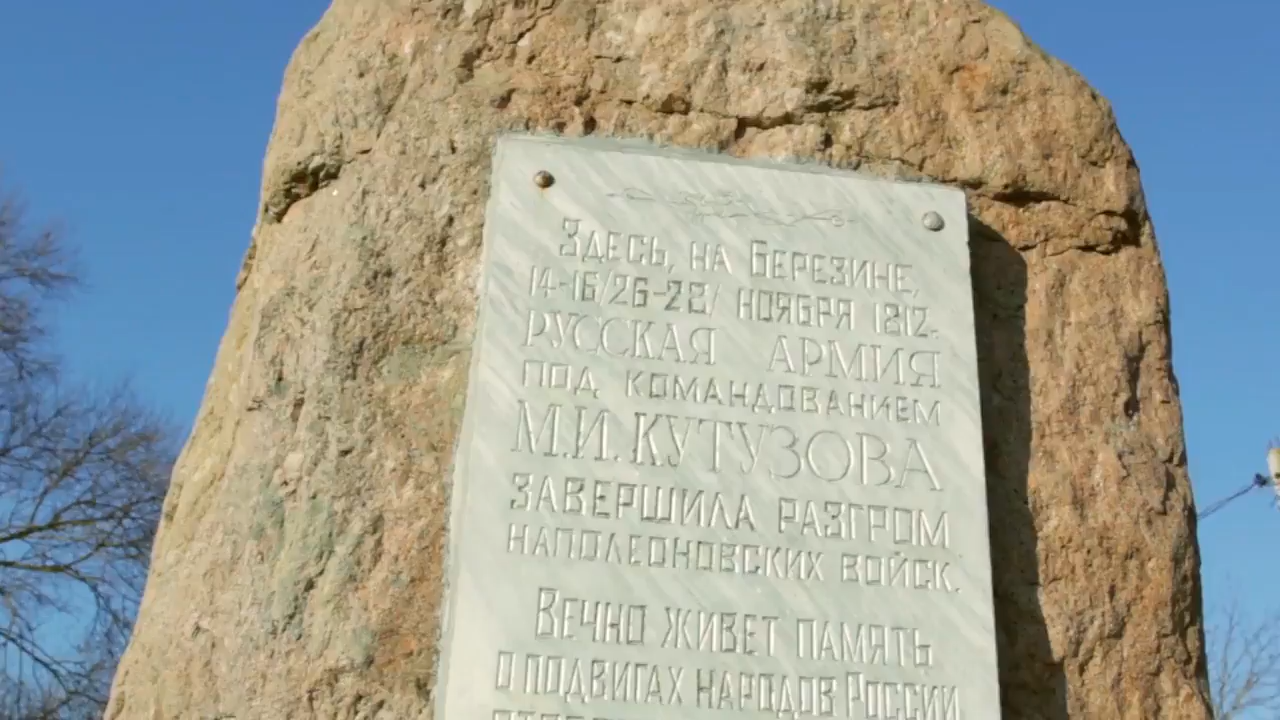 Здесь, на Березине,
14-16/26-28/ ноября 1812г.
РУССКАЯ АРМИЯ
под командованием
М.И.КУТУЗОВА
завершила разгром
наполеоновских войск.
Вечно живет память
о подвигах народов России